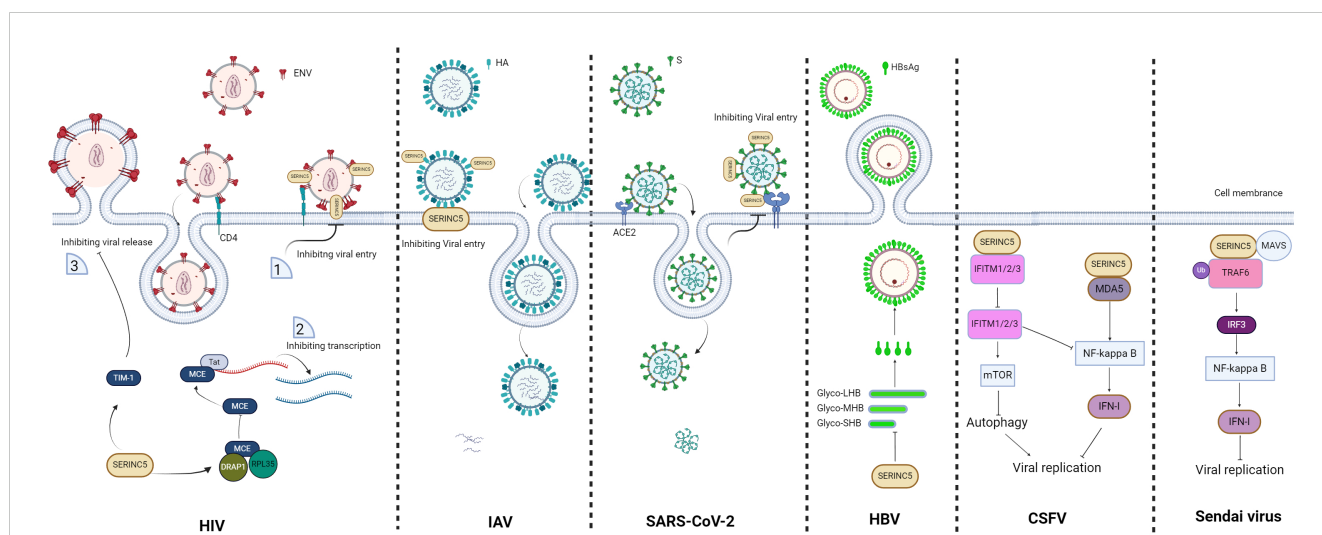 ENV
SERINC5
SERINC5
SERINC5
CD4
Inhibiting viral release
3
1
Inhibitng viral entry
2
Inhibiting transcription
Tat
MCE
TIM-1
MCE
MCE
DRAP1
RPL35
SERINC5
HIV
HA
SERINC5
SERINC5
SERINC5
Inhibiting Viral entry
IAV
S
Inhibiting Viral entry
SERINC5
SERINC5
SERINC5
ACE2
SARS-CoV-2
HBsAg
Glyco-LHB
Glyco-MHB
Glyco-SHB
SERINC5
HBV
SERINC5
IFITM1/2/3
SERINC5
MDA5
IFITM1/2/3
NF-kappa B
mTOR
IFN-I
Autophagy
Viral replication
CSFV
Cell membrance
SERINC5
MAVS
Ub
TRAF6
IRF3
NF-kappa B
IFN-I
Viral replication
Sendai virus